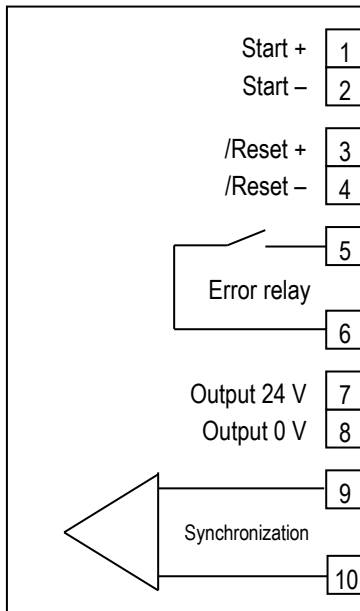 Start + 1
Start – 2
/Reset + 3
/Reset – 4
5
Error relay
6
Output 24 V 7
Output 0 V 8
9
Synchronization
10